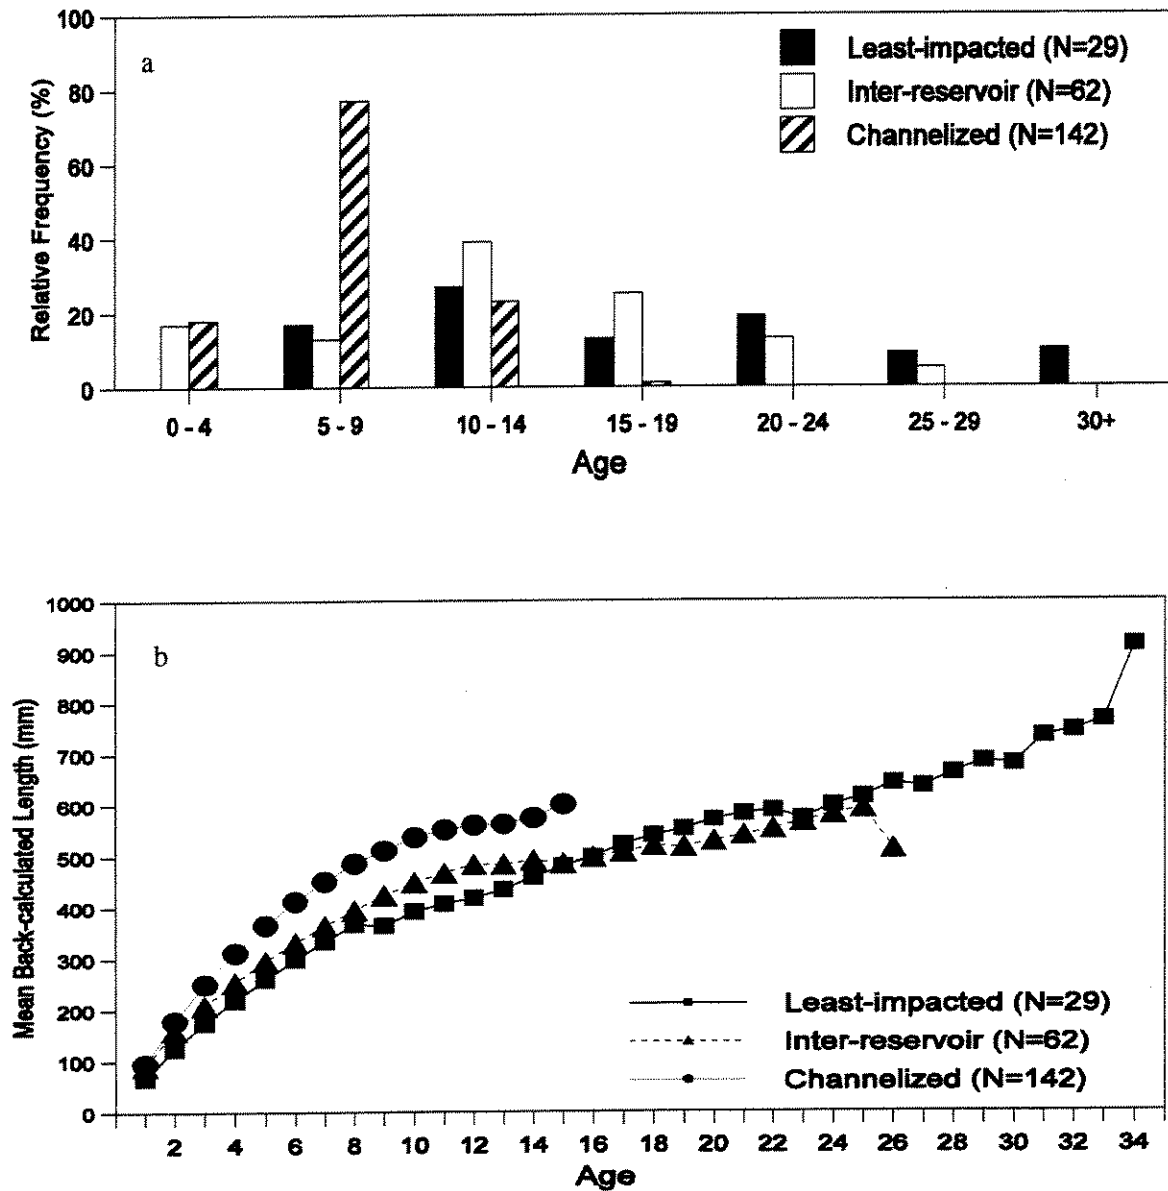 100
80
60
40
20
0
Relative Frequency (%)
a
Least-impacted (N=29)
Inter-reservoir (N=62)
Channelized (N=142)
0 - 4 5 - 9 10 - 14 15 - 19 20 - 24 25 - 29 30+
Age
1000
900
800
700
600
500
400
300
200
100
0
Mean Back-calculated Length (mm)
b
Least-impacted (N=29)
Inter-reservoir (N=62)
Channelized (N=142)
2 4 6 8 10 12 14 16 18 20 22 24 26 28 30 32 34
Age